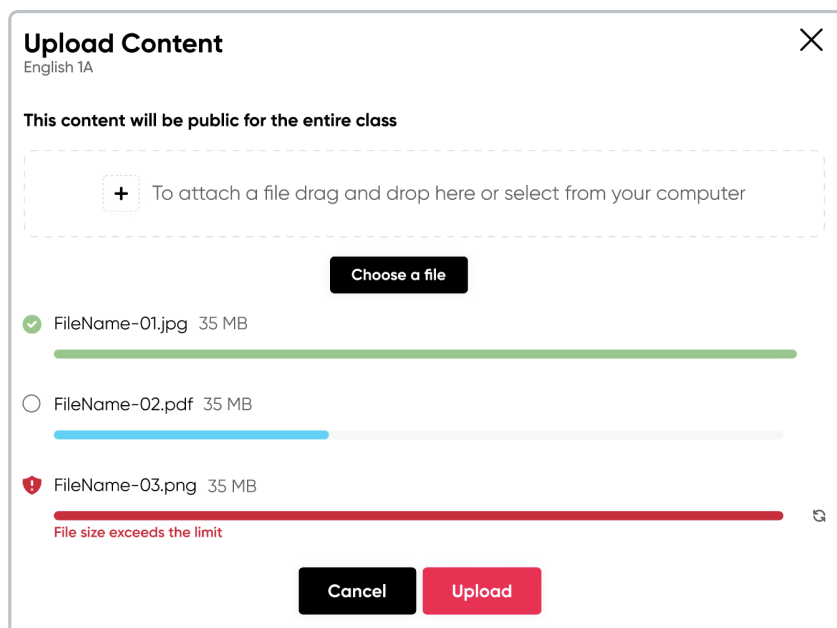 Upload Content
English 1A
This content will be public for the entire class
+ To attach a file drag and drop here or select from your computer
Choose a file
FileName-01.jpg 35 MB
FileName-02.pdf 35 MB
FileName-03.png 35 MB
File size exceeds the limit
Cancel Upload